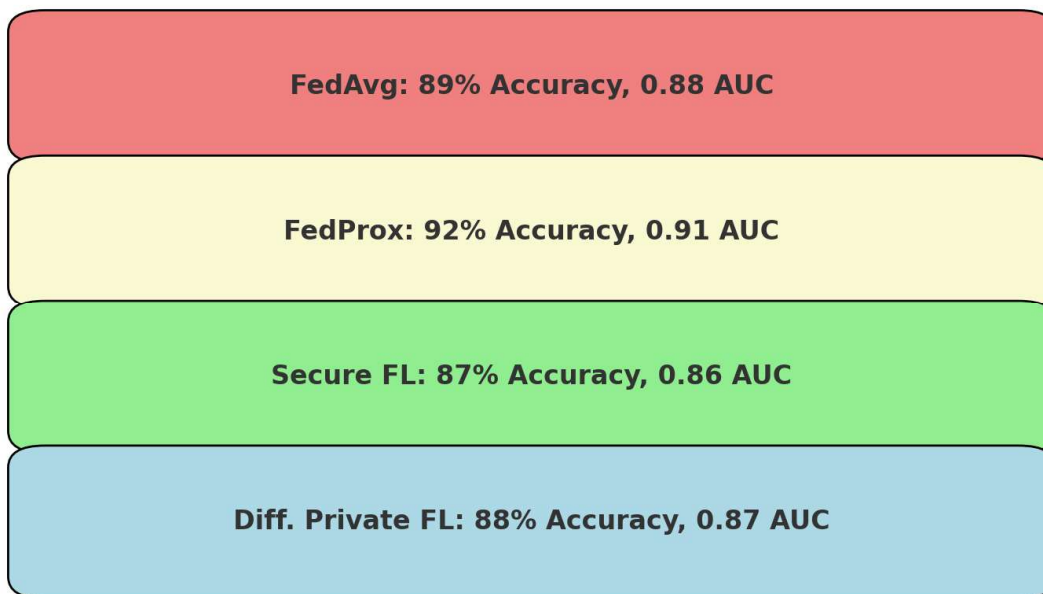 FedAvg: 89% Accuracy, 0.88 AUC
FedProx: 92% Accuracy, 0.91 AUC
Secure FL: 87% Accuracy, 0.86 AUC
Diff. Private FL: 88% Accuracy, 0.87 AUC